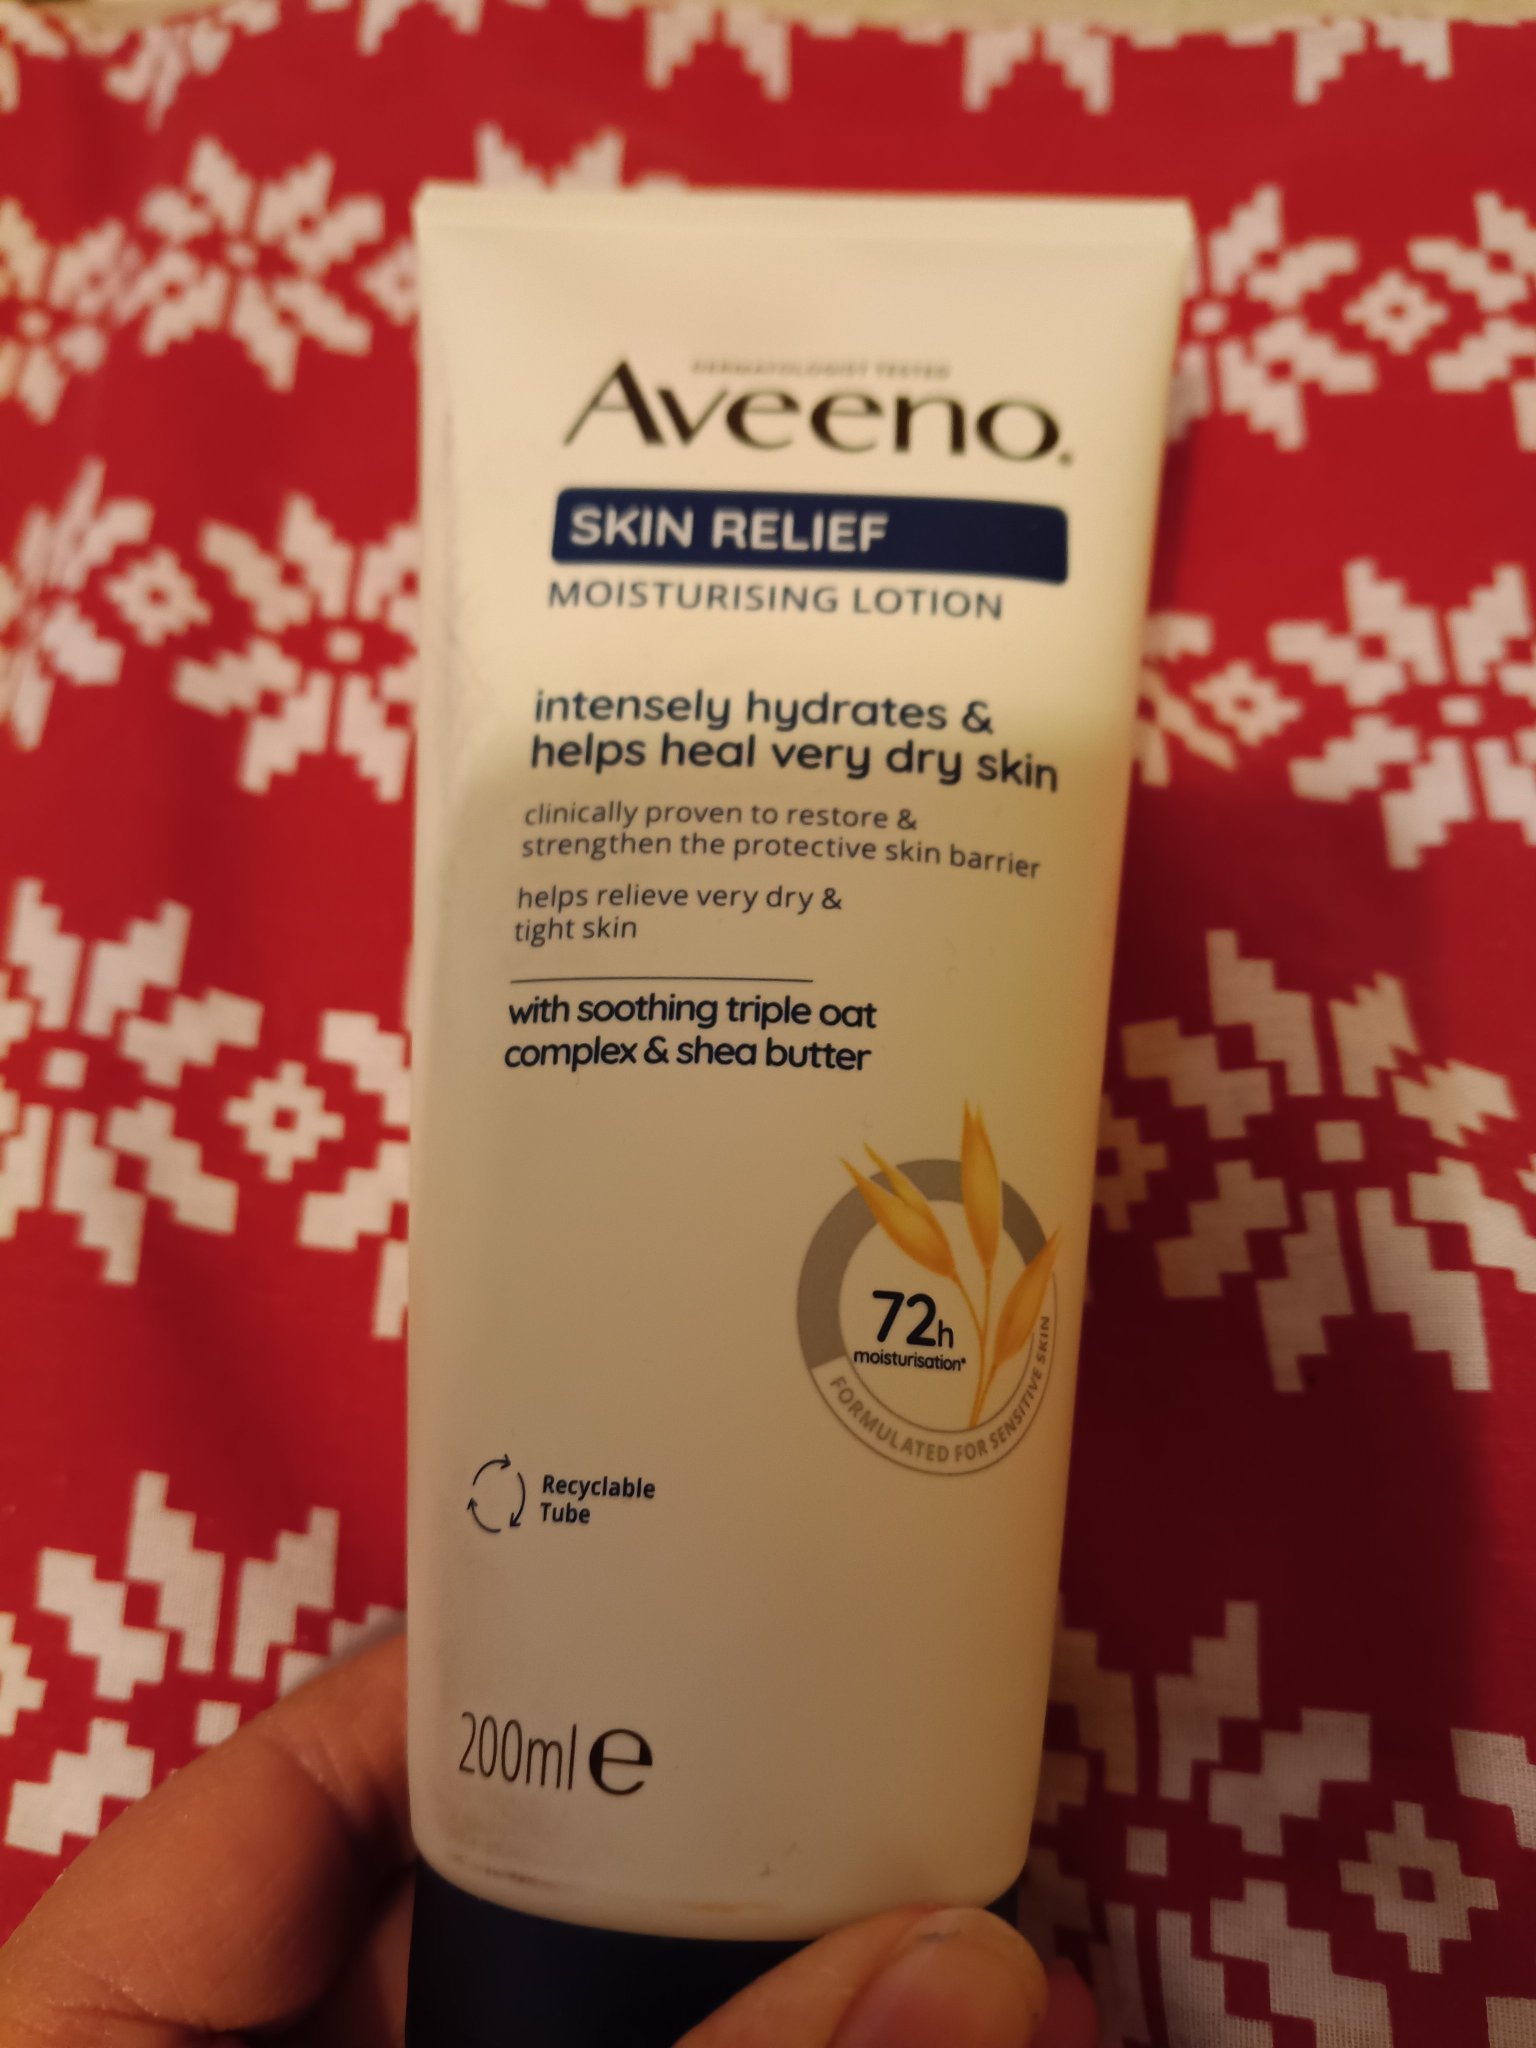 DERMATOLOGIST TESTED
Aveeno.
SKIN RELIEF
MOISTURISING LOTION
intensely hydrates &
helps heal very dry skin
clinically proven to restore &
strengthen the protective skin barrier
helps relieve very dry &
tight skin
with soothing triple oat
complex & shea butter
72h
moisturisation*
FORMULATED FOR SENSITIVE SKIN
Recyclable
Tube
200ml e